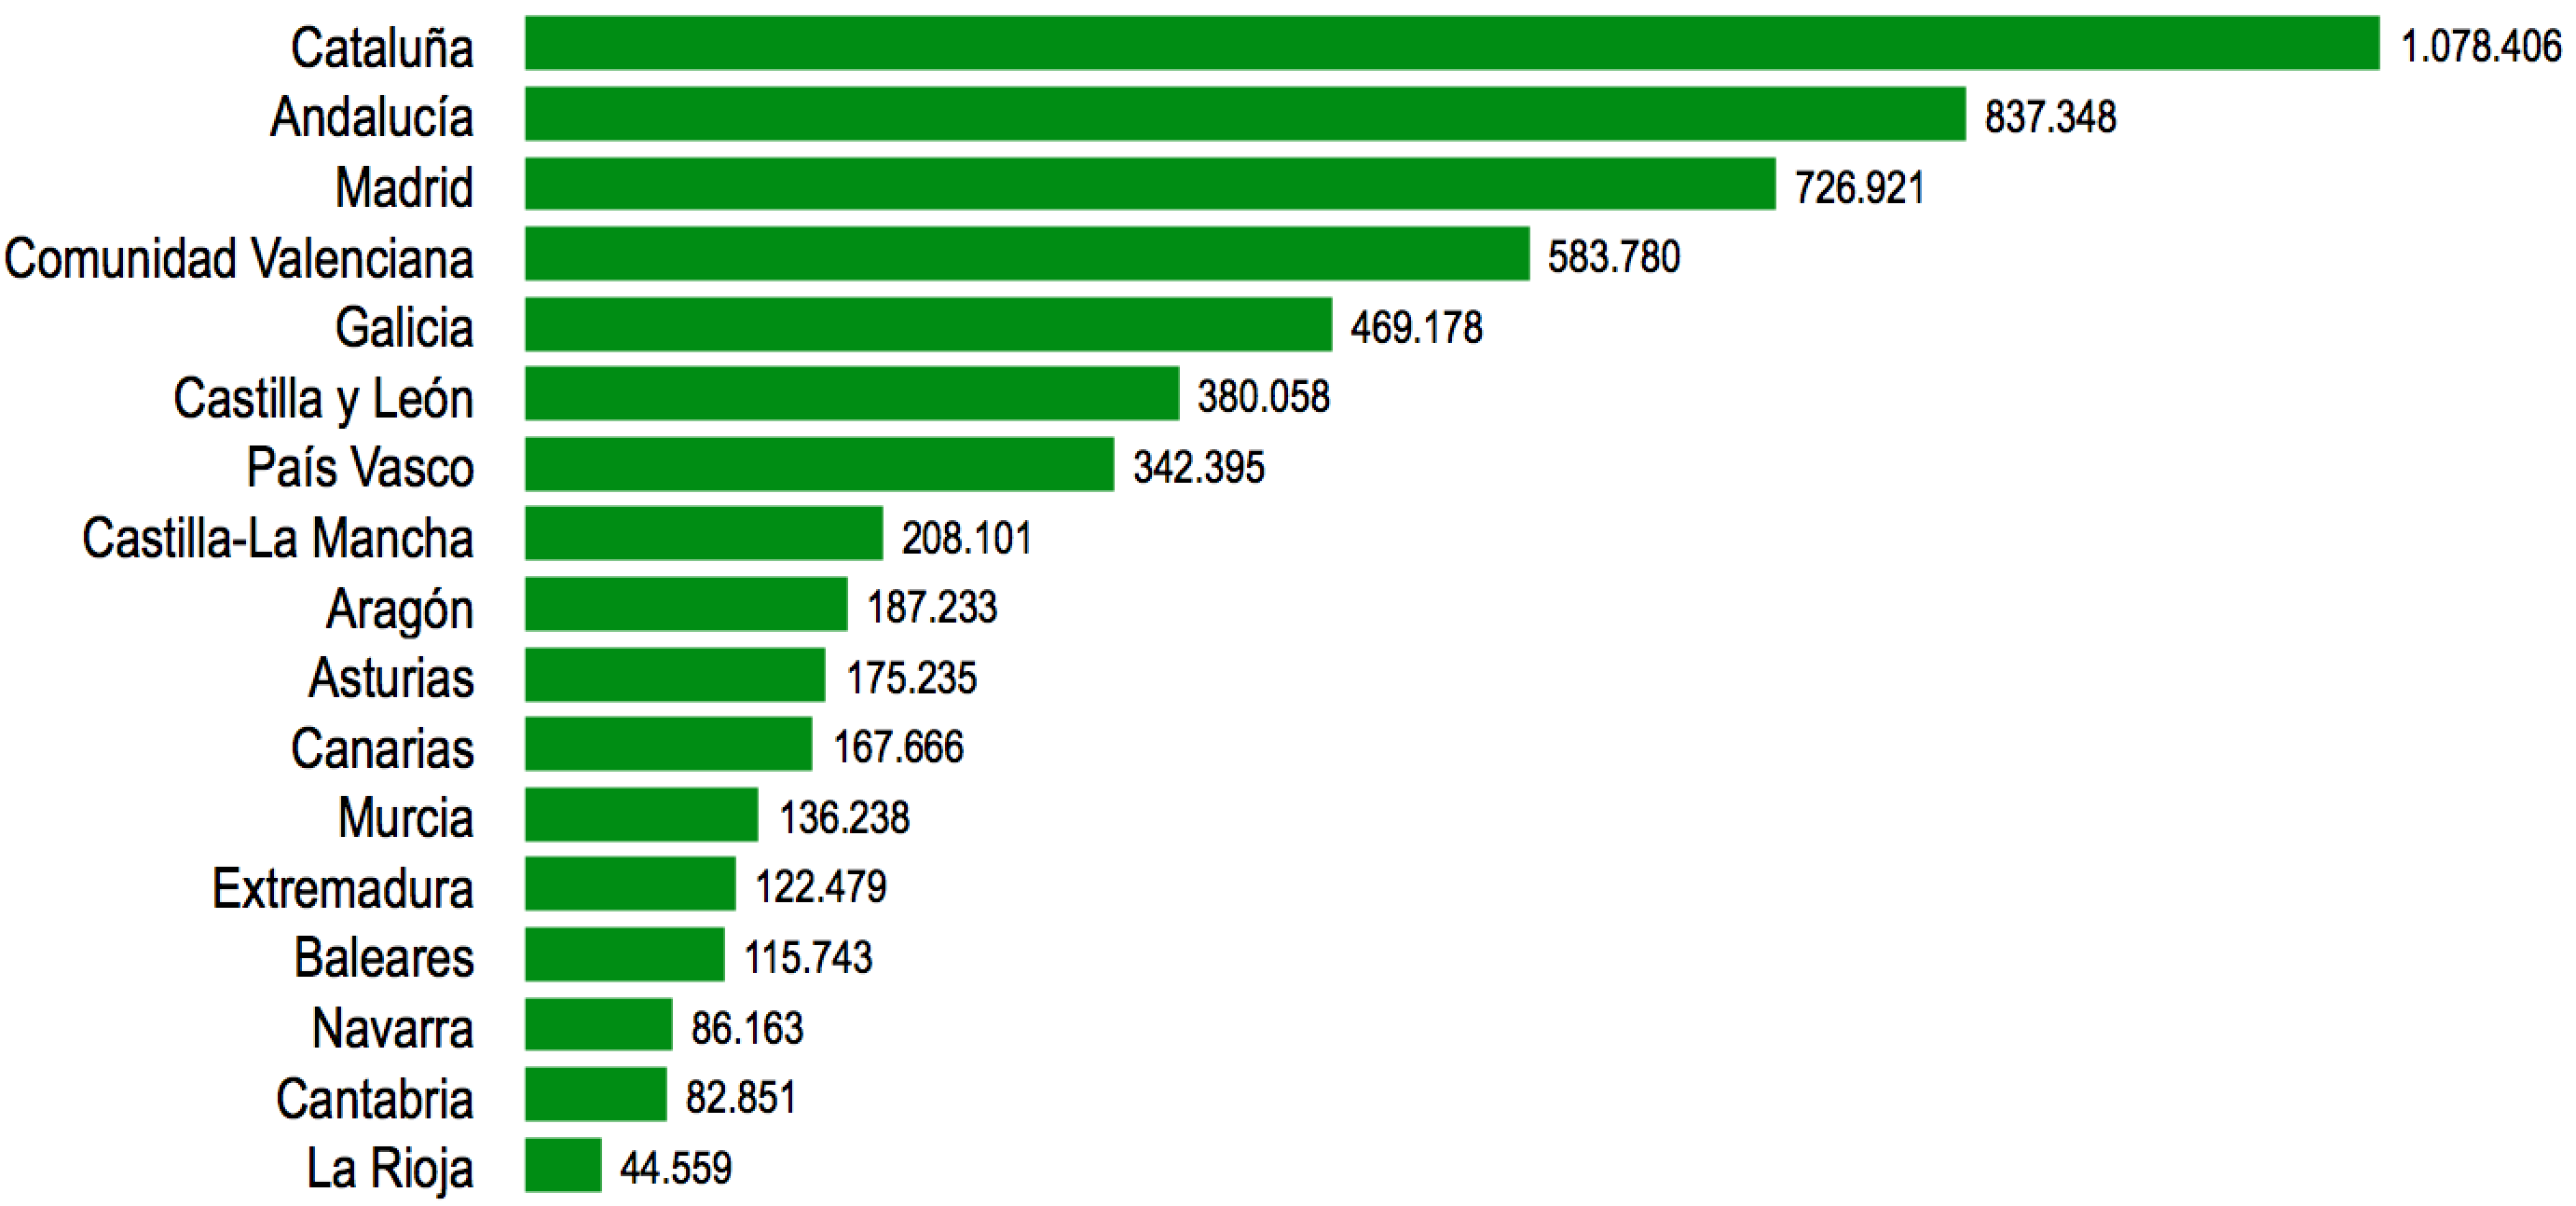 Cataluña 1.078.406
Andalucía 837.348
Madrid 726.921
Comunidad Valenciana 583.780
Galicia 469.178
Castilla y León 380.058
País Vasco 342.395
Castilla-La Mancha 208.101
Aragón 187.233
Asturias 175.235
Canarias 167.666
Murcia 136.238
Extremadura 122.479
Baleares 115.743
Navarra 86.163
Cantabria 82.851
La Rioja 44.559